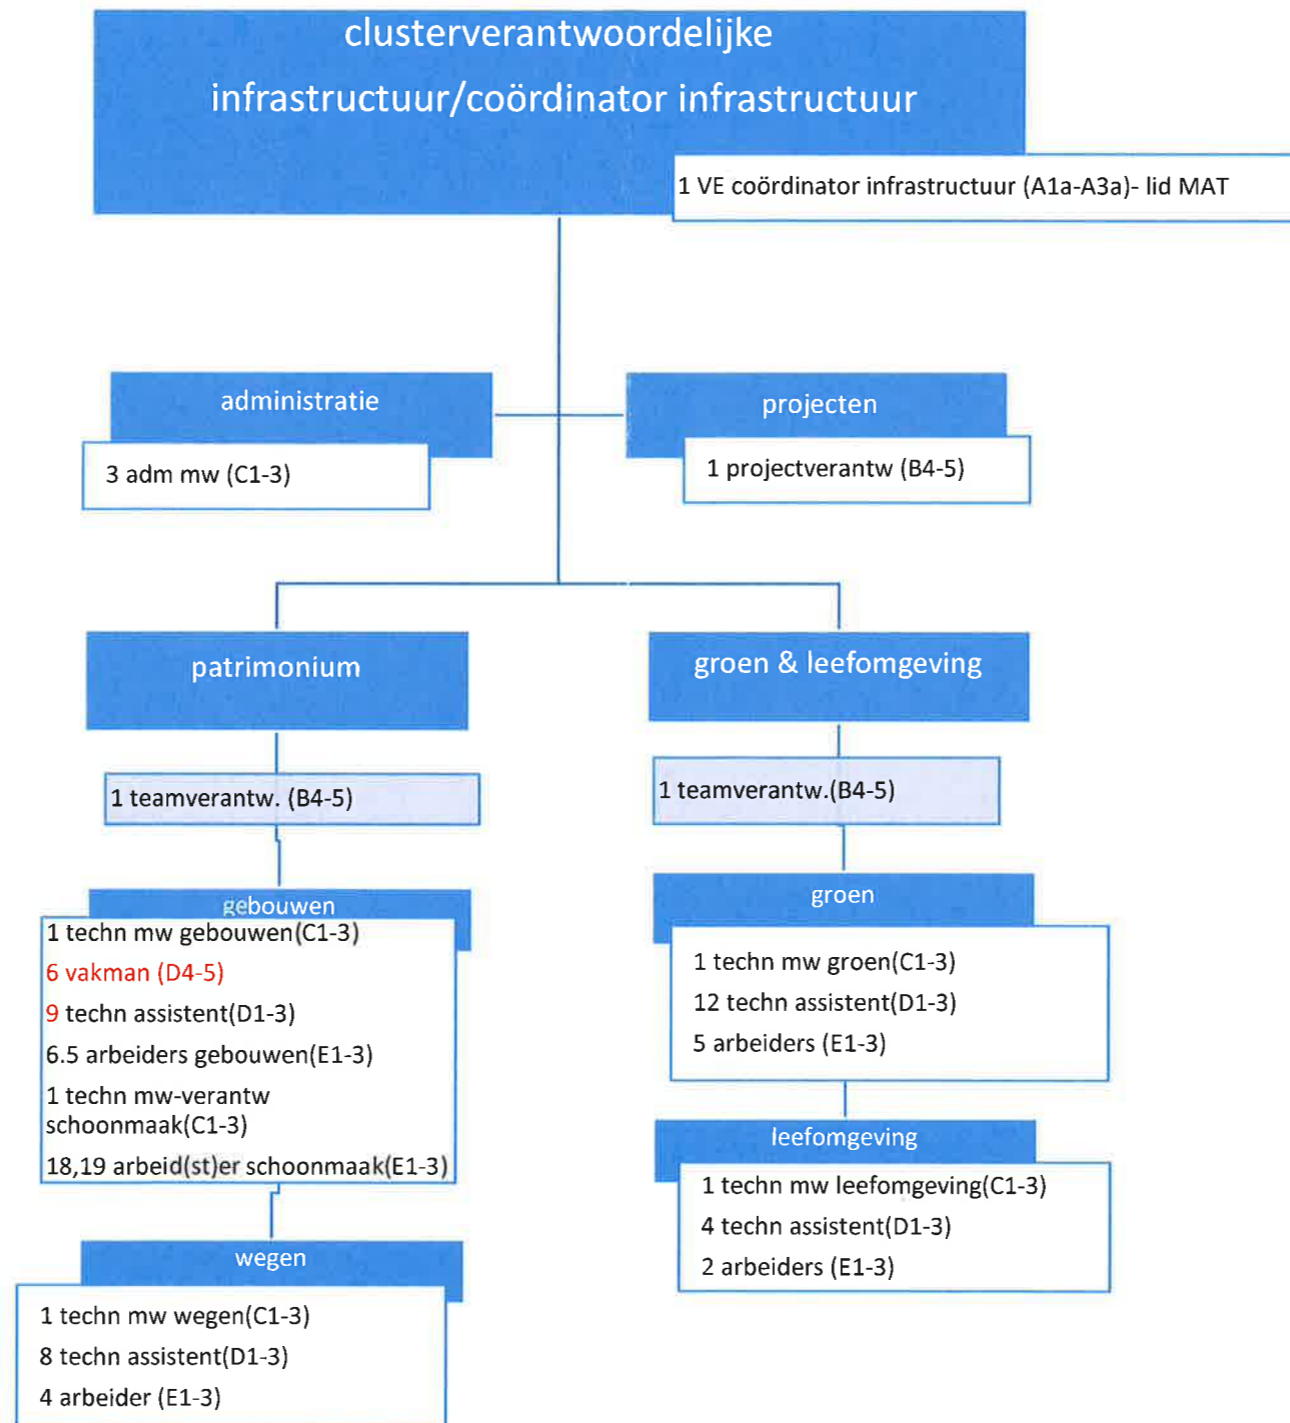 clusterverantwoordelijke
infrastructuur/coördinator infrastructuur
1 VE coördinator infrastructuur (A1a-A3a)- lid MAT
administratie
3 adm mw (C1-3)
projecten
1 projectverantw (B4-5)
patrimonium
1 teamverantw. (B4-5)
gebouwen
1 techn mw gebouwen(C1-3)
6 vakman (D4-5)
9 techn assistent(D1-3)
6.5 arbeiders gebouwen(E1-3)
1 techn mw-verantw
schoonmaak(C1-3)
18,19 arbeid(st)er schoonmaak(E1-3)
wegen
1 techn mw wegen(C1-3)
8 techn assistent(D1-3)
4 arbeider (E1-3)
groen & leefomgeving
1 teamverantw.(B4-5)
groen
1 techn mw groen(C1-3)
12 techn assistent(D1-3)
5 arbeiders (E1-3)
leefomgeving
1 techn mw leefomgeving(C1-3)
4 techn assistent(D1-3)
2 arbeiders (E1-3)